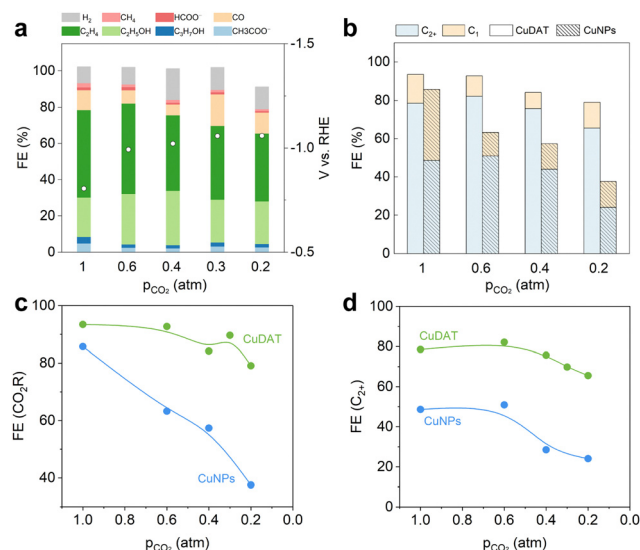 a
H₂ CH₄ HCOO⁻ CO
C₂H₄ C₂H₅OH C₃H₇OH CH3COO⁻
FE (%)
100
80
60
40
20
0
1 0.6 0.4 0.3 0.2
p_CO₂ (atm)
-1.5
-1.0
-0.5
V vs. RHE
b
C₂₊ C₁ CuDAT CuNPs
FE (%)
100
80
60
40
20
0
1 0.6 0.4 0.2
p_CO₂ (atm)
c
FE (CO₂R)
100
80
60
40
CuDAT
CuNPs
1.0 0.8 0.6 0.4 0.2 0.0
p_CO₂ (atm)
d
FE (C₂₊)
100
80
60
40
20
0
CuDAT
CuNPs
1.0 0.8 0.6 0.4 0.2 0.0
p_CO₂ (atm)